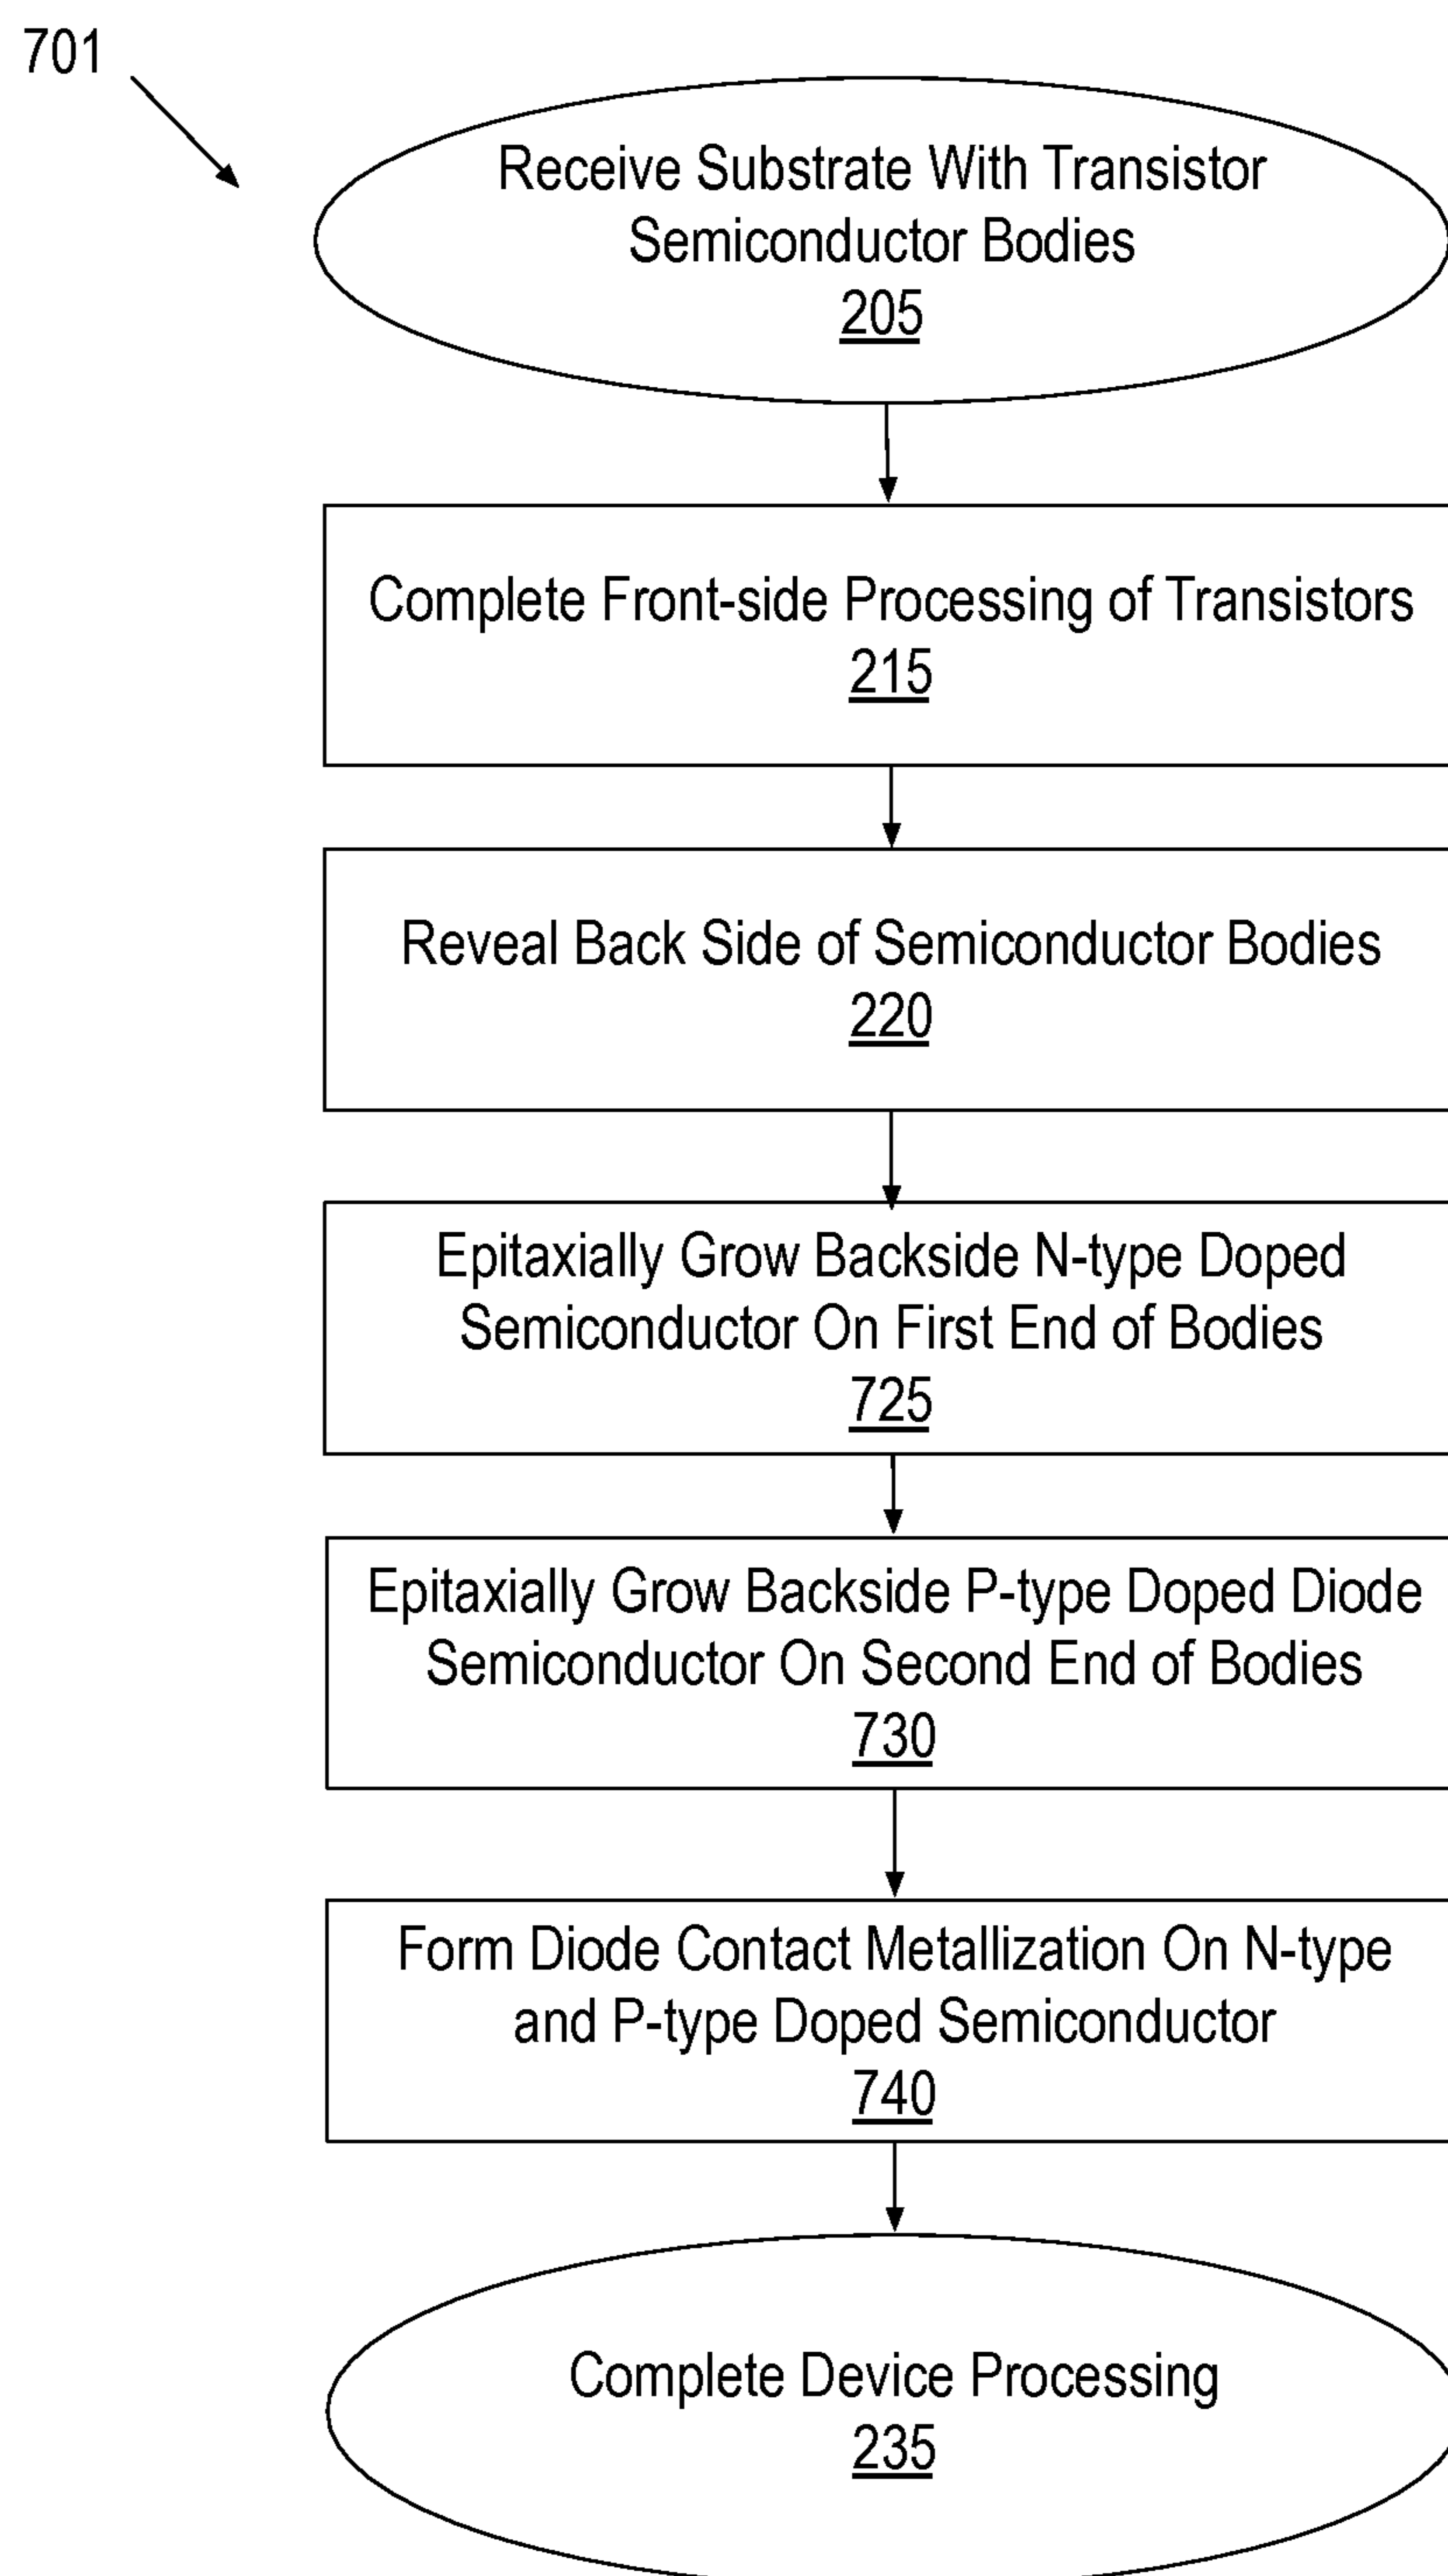 701
Receive Substrate With Transistor
Semiconductor Bodies
205
Complete Front-side Processing of Transistors
215
Reveal Back Side of Semiconductor Bodies
220
Epitaxially Grow Backside N-type Doped
Semiconductor On First End of Bodies
725
Epitaxially Grow Backside P-type Doped Diode
Semiconductor On Second End of Bodies
730
Form Diode Contact Metallization On N-type
and P-type Doped Semiconductor
740
Complete Device Processing
235